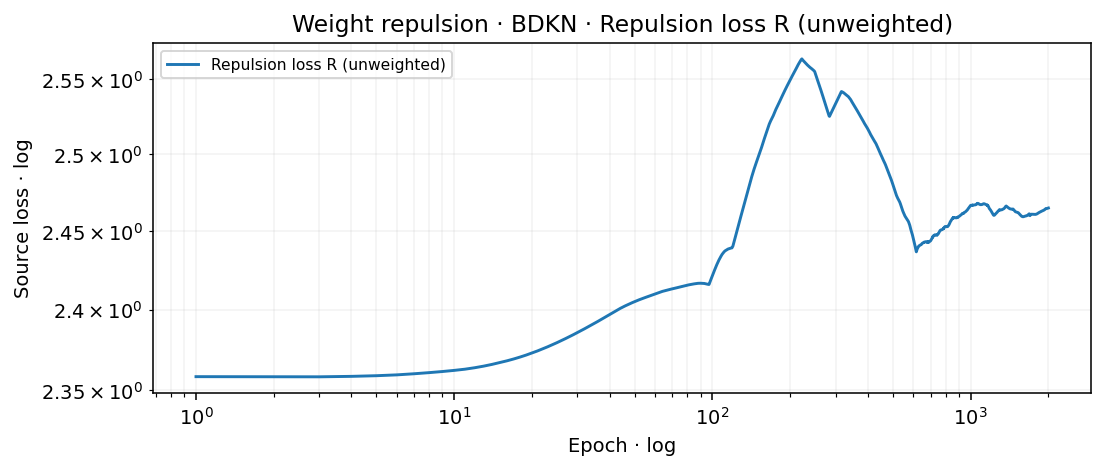 Weight repulsion · BDKN · Repulsion loss R (unweighted)
Repulsion loss R (unweighted)
Source loss · log
2.55 × 10⁰
2.5 × 10⁰
2.45 × 10⁰
2.4 × 10⁰
2.35 × 10⁰
10⁰ 10¹ 10² 10³
Epoch · log